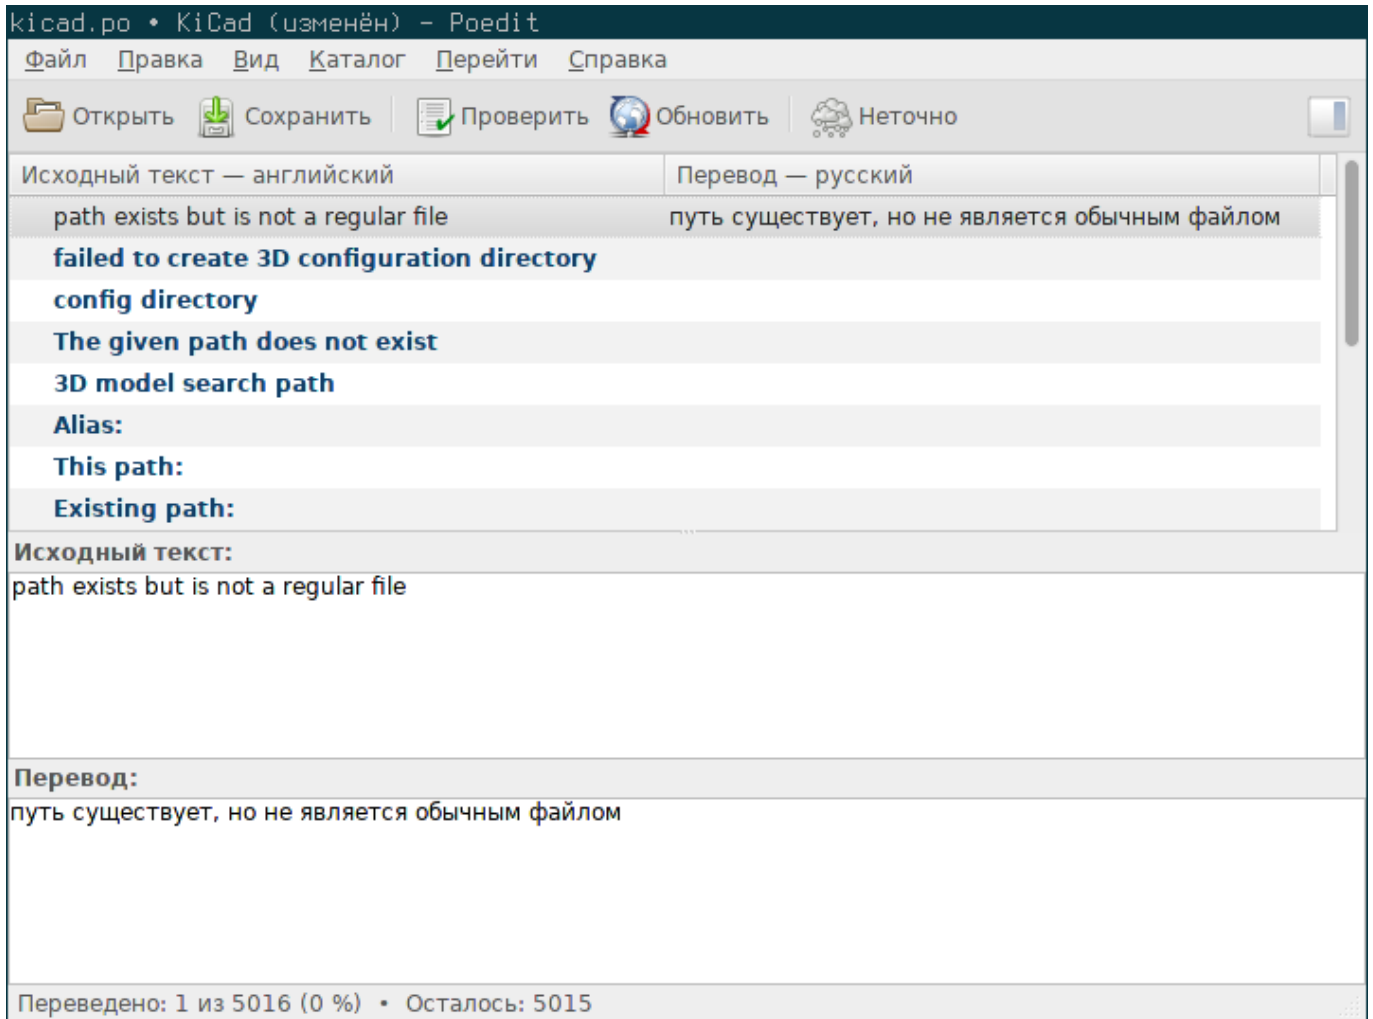 kicad.po • KiCad (изменён) – Poedit
Файл Правка Вид Каталог Перейти Справка
Открыть Сохранить Проверить Обновить Неточно
Исходный текст — английский Перевод — русский
path exists but is not a regular file путь существует, но не является обычным файлом
failed to create 3D configuration directory
config directory
The given path does not exist
3D model search path
Alias:
This path:
Existing path:
Исходный текст:
path exists but is not a regular file
Перевод:
путь существует, но не является обычным файлом
Переведено: 1 из 5016 (0 %) • Осталось: 5015